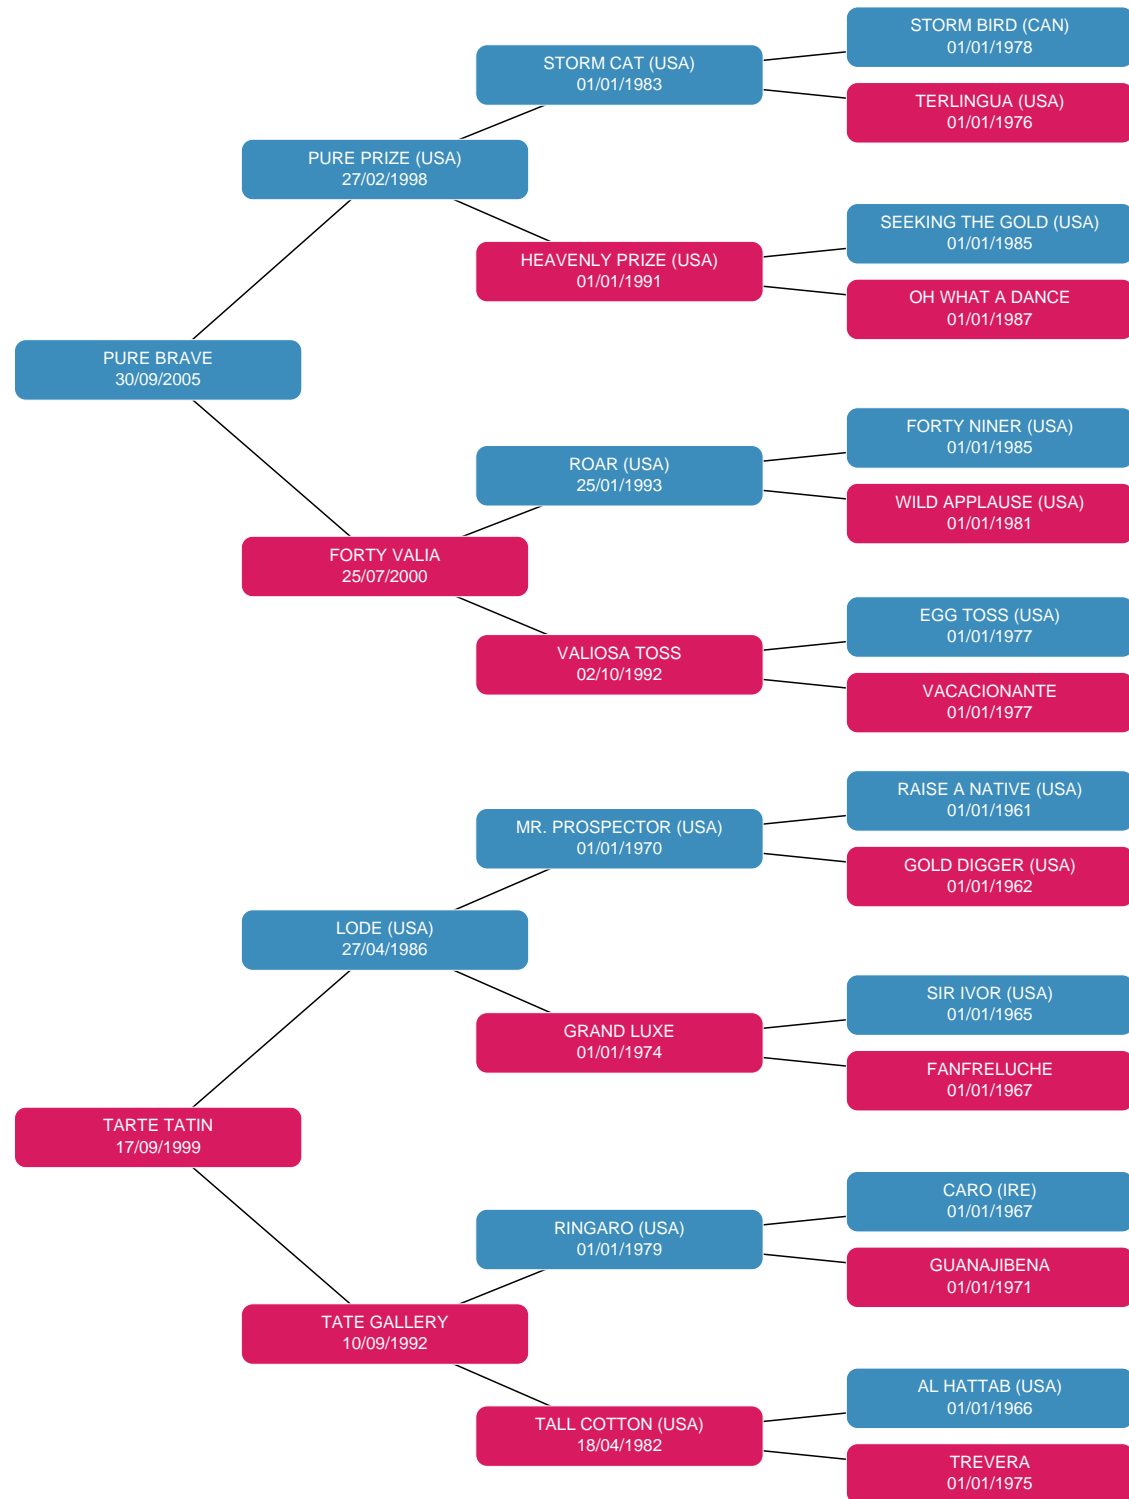 STORM BIRD (CAN)
01/01/1978
STORM CAT (USA)
01/01/1983
TERLINGUA (USA)
01/01/1976
PURE PRIZE (USA)
27/02/1998
SEEKING THE GOLD (USA)
01/01/1985
HEAVENLY PRIZE (USA)
01/01/1991
OH WHAT A DANCE
01/01/1987
PURE BRAVE
30/09/2005
FORTY NINER (USA)
01/01/1985
ROAR (USA)
25/01/1993
WILD APPLAUSE (USA)
01/01/1981
FORTY VALIA
25/07/2000
EGG TOSS (USA)
01/01/1977
VALIOSA TOSS
02/10/1992
VACACIONANTE
01/01/1977
RAISE A NATIVE (USA)
01/01/1961
MR. PROSPECTOR (USA)
01/01/1970
GOLD DIGGER (USA)
01/01/1962
LODE (USA)
27/04/1986
SIR IVOR (USA)
01/01/1965
GRAND LUXE
01/01/1974
FANFRELUCHE
01/01/1967
TARTE TATIN
17/09/1999
CARO (IRE)
01/01/1967
RINGARO (USA)
01/01/1979
GUANAJIBENA
01/01/1971
TATE GALLERY
10/09/1992
AL HATTAB (USA)
01/01/1966
TALL COTTON (USA)
18/04/1982
TREVERA
01/01/1975